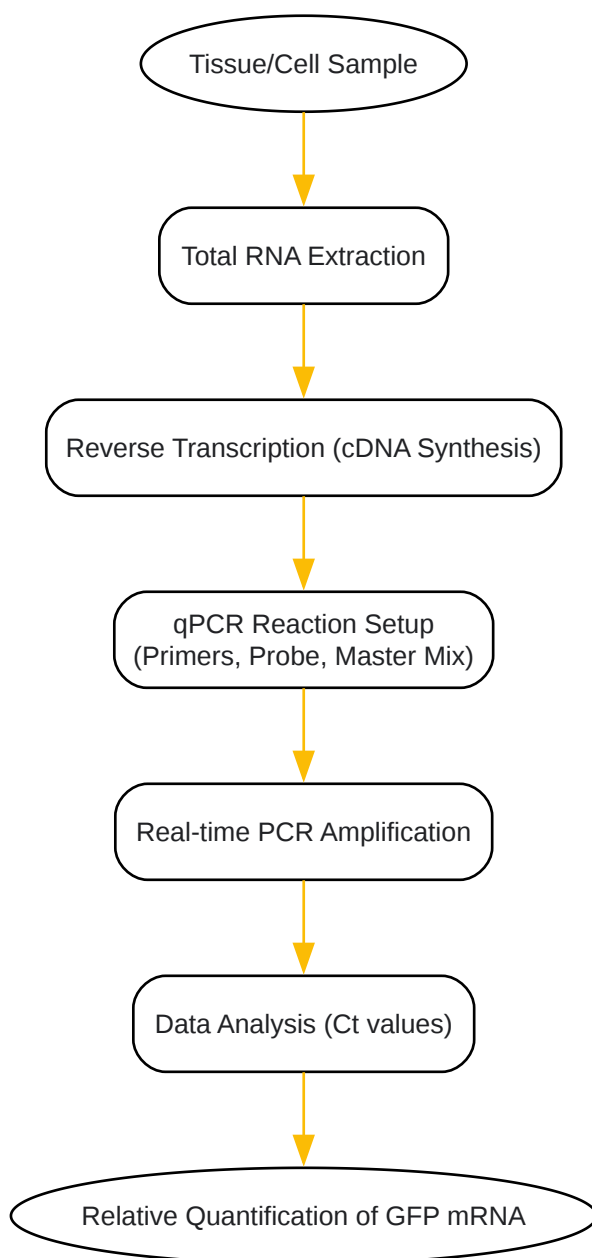 Tissue/Cell Sample
Total RNA Extraction
Reverse Transcription (cDNA Synthesis)
qPCR Reaction Setup
(Primers, Probe, Master Mix)
Real-time PCR Amplification
Data Analysis (Ct values)
Relative Quantification of GFP mRNA